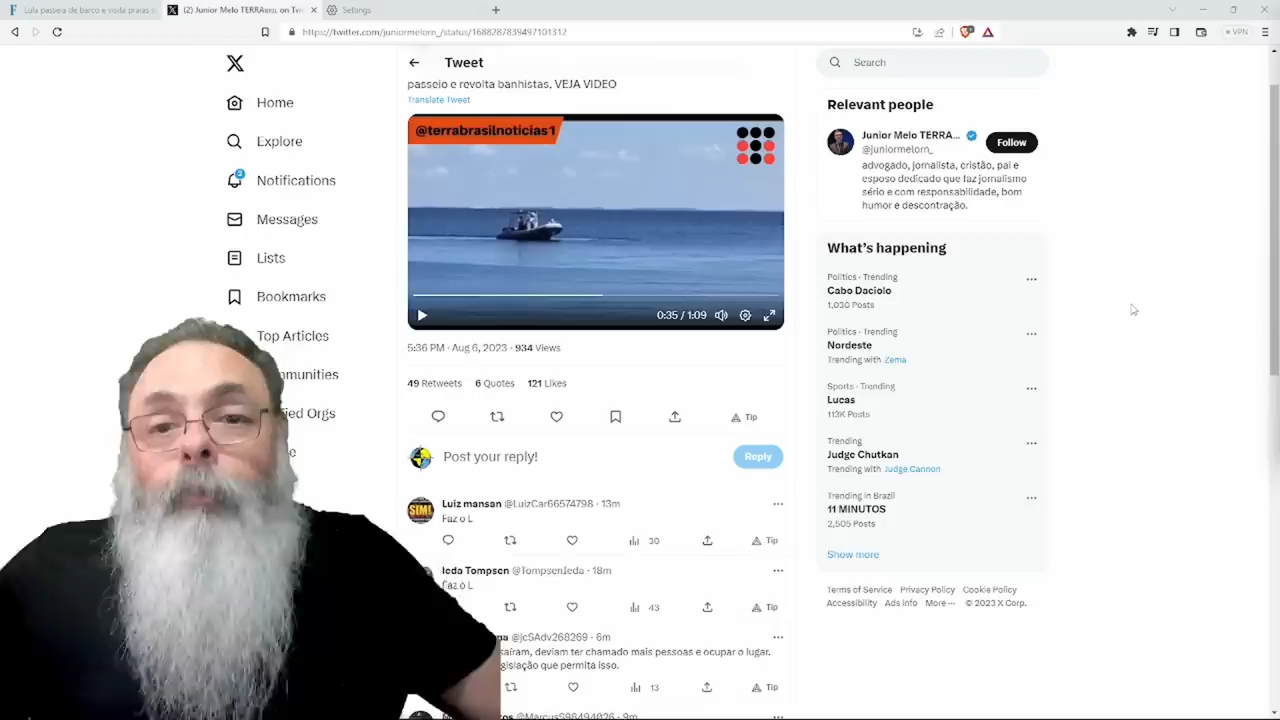 Lula passeia de barco e visita praias n
(2) Junior Melo TERRABRASIL on Tw
Settings
https://twitter.com/juniormelorn_/status/1688287839497101312
VPN
Home
Explore
2
Notifications
Messages
Lists
Bookmarks
Top Articles
Tweet
passeio e revolta banhistas, VEJA VIDEO
Translate Tweet
@terrabrasilnoticias1
0:35 / 1:09
5:36 PM · Aug 6, 2023 · 934 Views
49 Retweets 6 Quotes 121 Likes
Tip
Post your reply!
Reply
Luiz mansan @LuizCar66574798 · 13m
SIM!
Faz o L
30
Tip
Ieda Tompsen @TompsenIeda · 18m
Faz o L
43
Tip
@jcSAdv268269 · 6m
saíram, deviam ter chamado mais pessoas e ocupar o lugar.
gislação que permita isso.
13
Tip
@MarcusS98494026 · 9m
Search
Relevant people
Junior Melo TERRA...
@juniormelorn_
Follow
advogado, jornalista, cristão, pai e
esposo dedicado que faz jornalismo
sério e com responsabilidade, bom
humor e descontração.
What's happening
Politics · Trending
Cabo Daciolo
1,030 Posts
Politics · Trending
Nordeste
Trending with Zema
Sports · Trending
Lucas
113K Posts
Trending
Judge Chutkan
Trending with Judge Cannon
Trending in Brazil
11 MINUTOS
2,505 Posts
Show more
Terms of Service Privacy Policy Cookie Policy
Accessibility Ads info More ··· © 2023 X Corp.